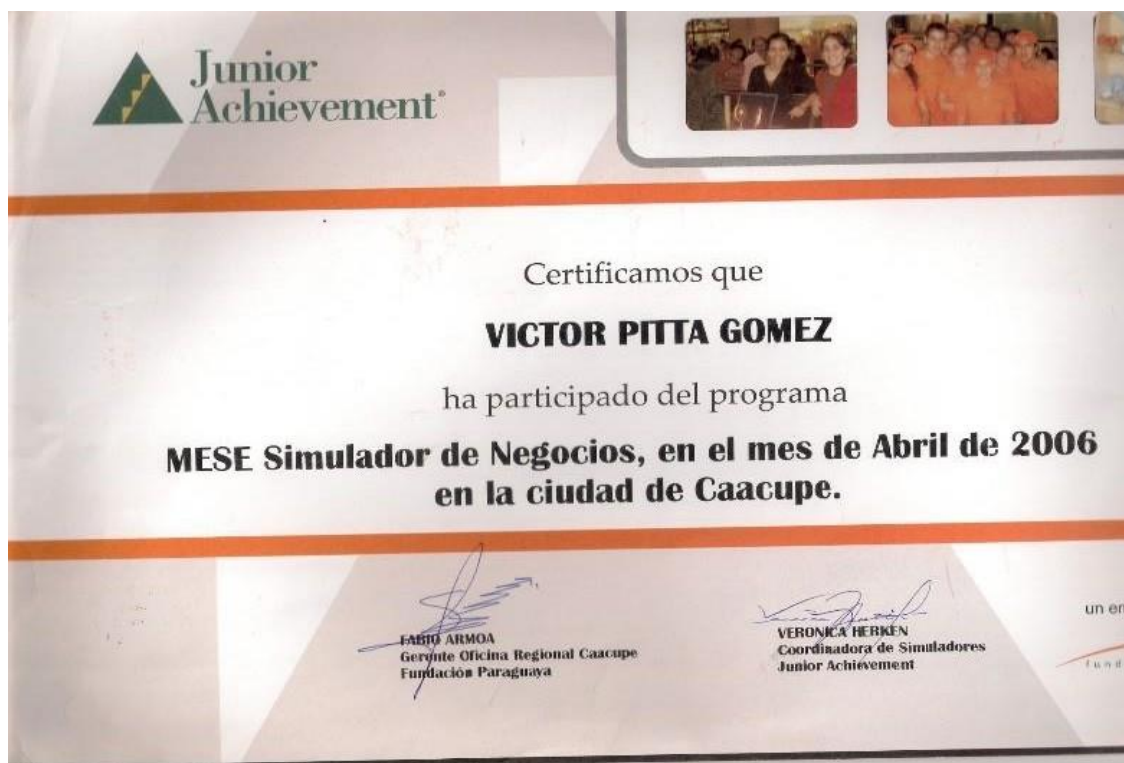 Junior
Achievement®
Certificamos que
VICTOR PITTA GOMEZ
ha participado del programa
MESE Simulador de Negocios, en el mes de Abril de 2006
en la ciudad de Caacupe.
FABIO ARMOA
Gerente Oficina Regional Caacupe
Fundación Paraguaya
VERONICA HERKEN
Coordinadora de Simuladores
Junior Achievement
un